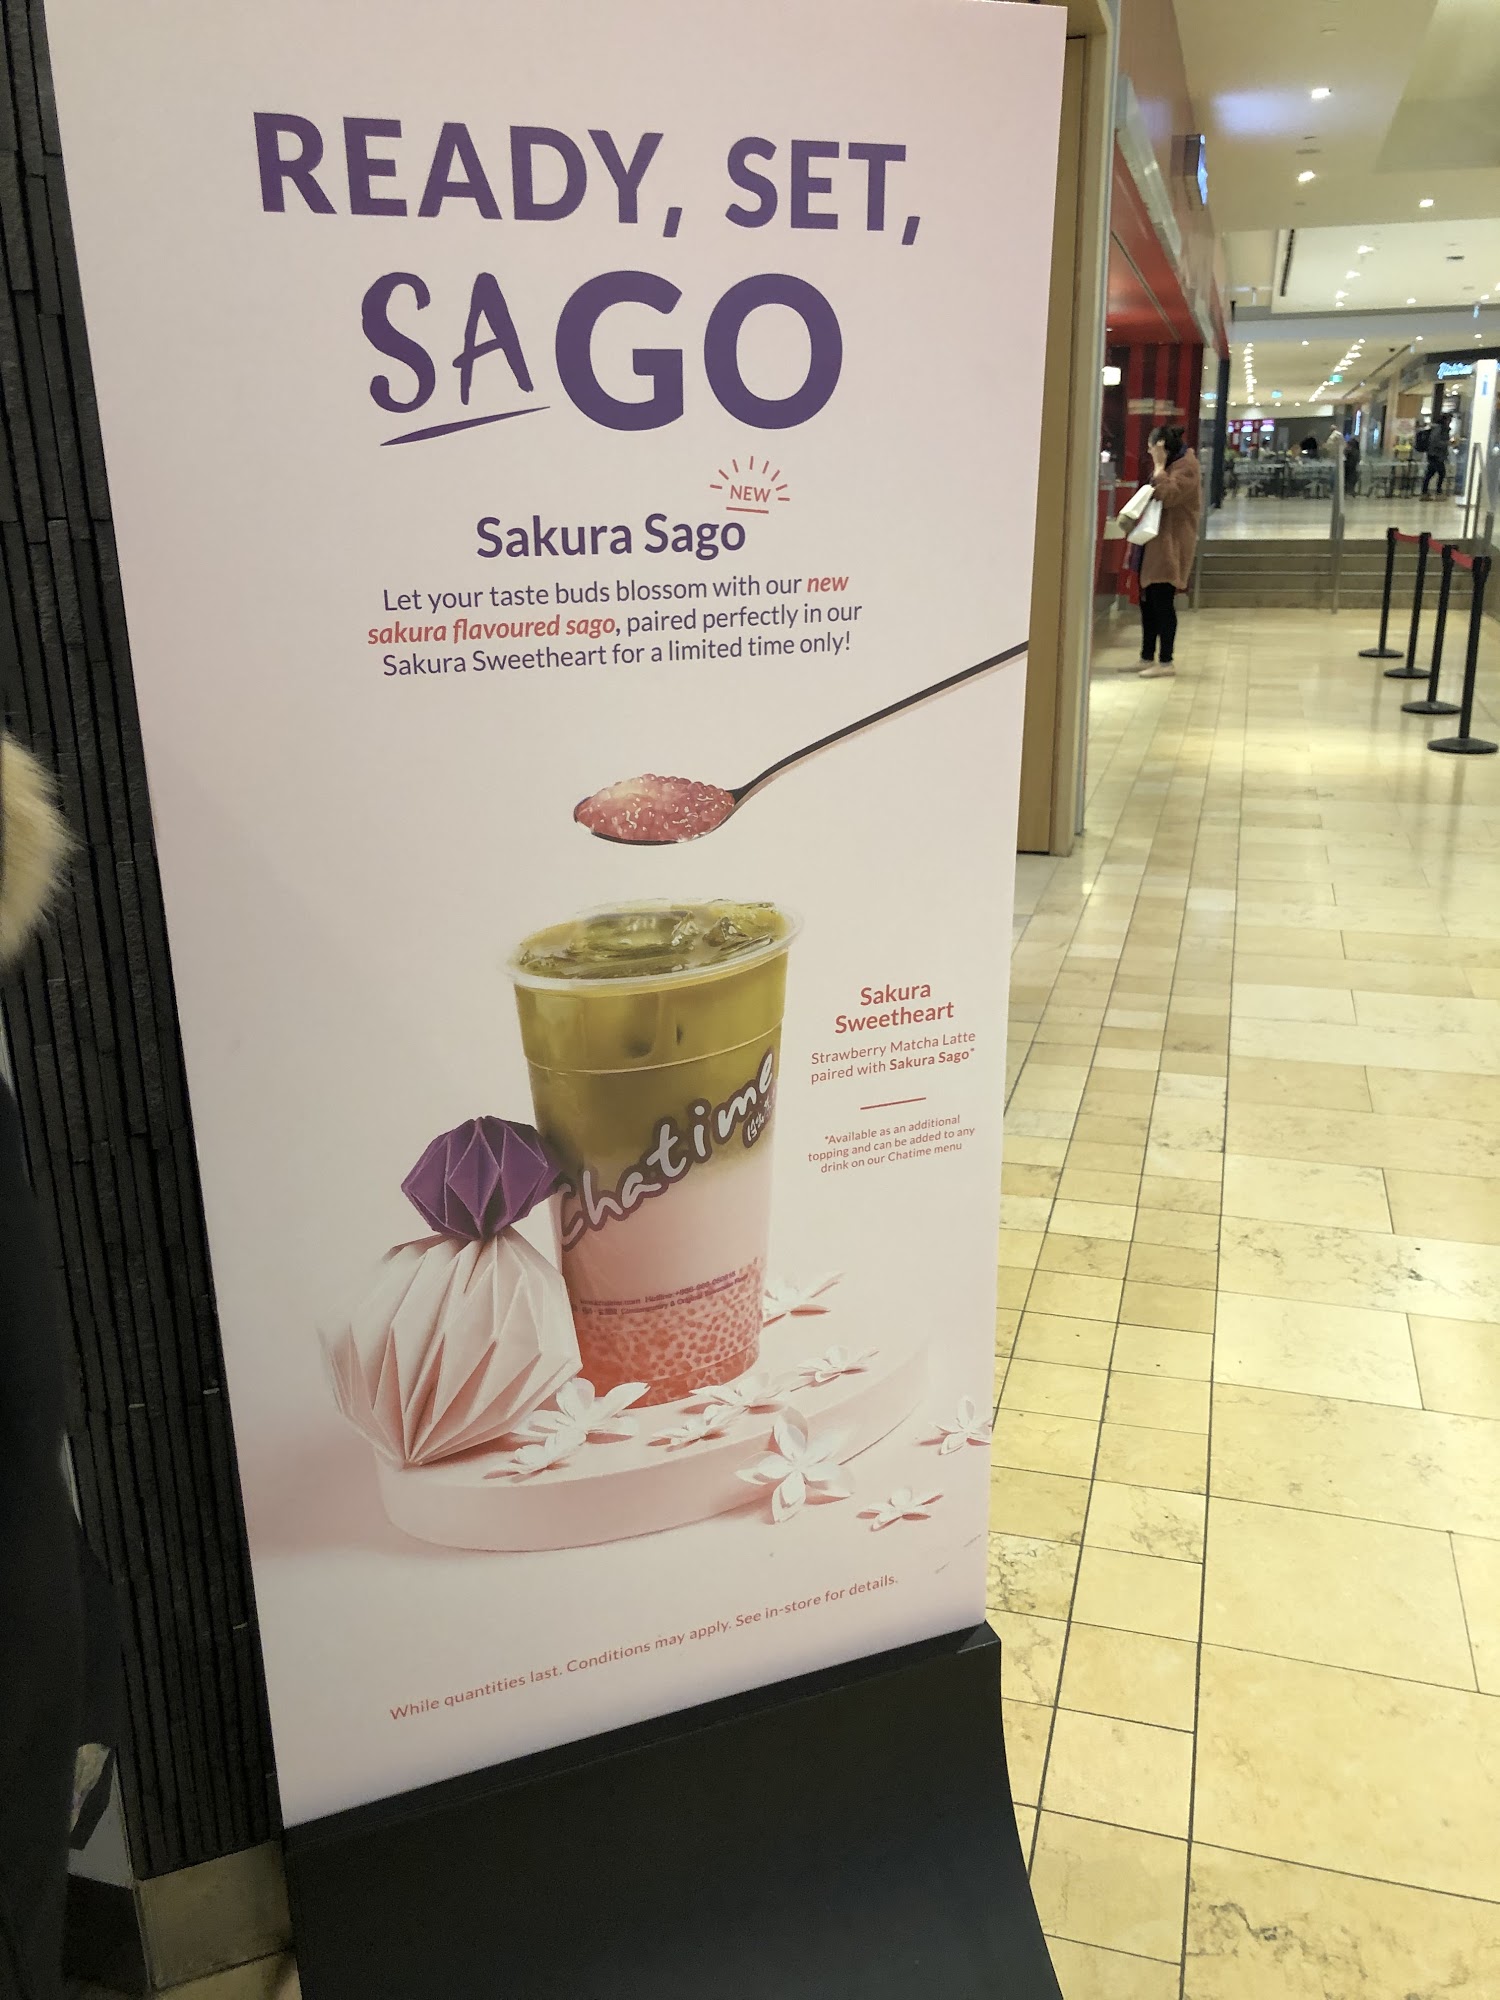 READY, SET,
SAGO
NEW
Sakura Sago
Let your taste buds blossom with our new
sakura flavoured sago, paired perfectly in our
Sakura Sweetheart for a limited time only!
Sakura
Sweetheart
Strawberry Matcha Latte
paired with Sakura Sago*
*Available as an additional
topping and can be added to any
drink on our Chatime menu
Chatime
While quantities last. Conditions may apply. See in-store for details.